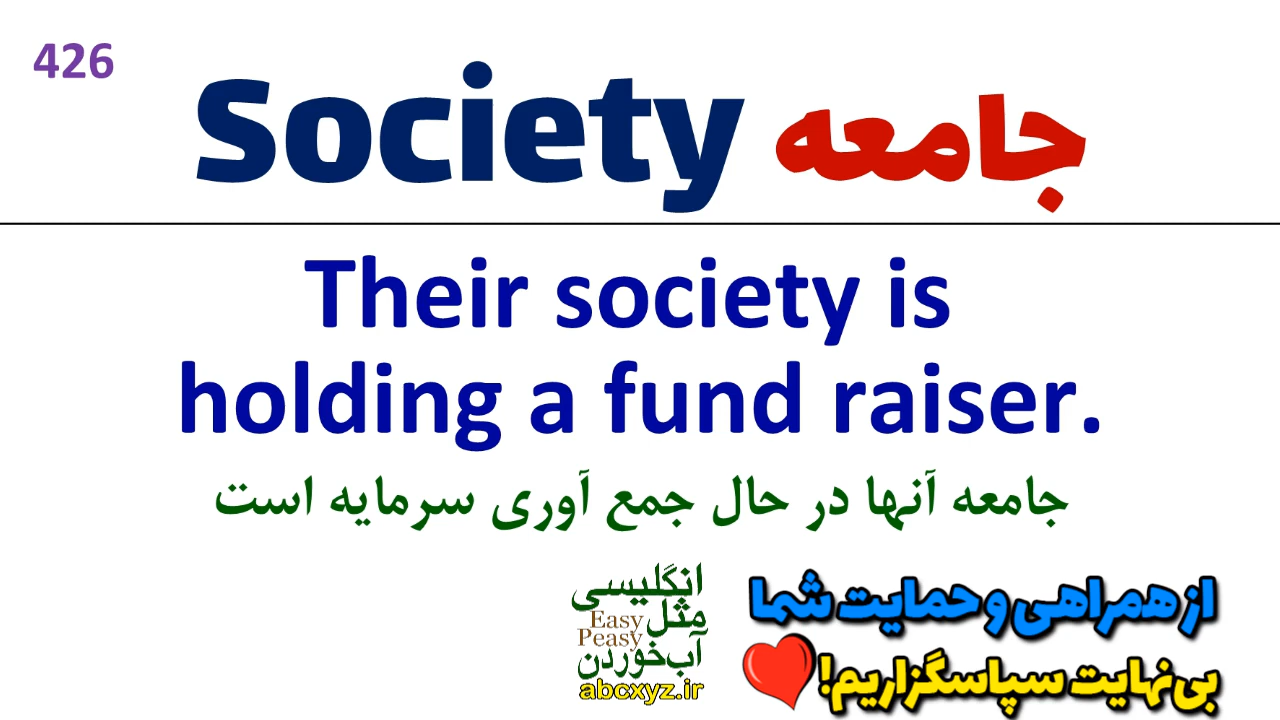 426
Society جامعه
Their society is
holding a fund raiser.
جامعه آنها در حال جمع آوری سرمایه است
انگلیسی
مثل
Easy
Peasy
آب‌خوردن
abcxyz.ir
از همراهی و حمایت شما
بی‌نهایت سپاسگزاریم!